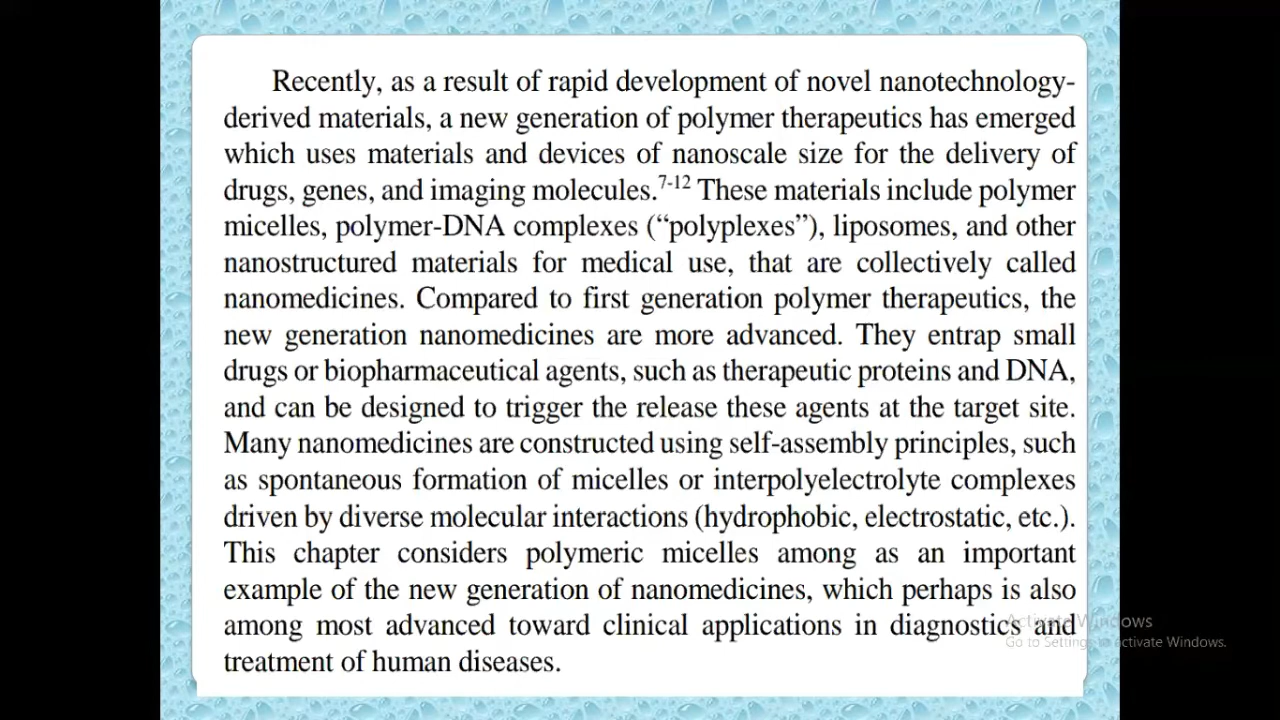 Recently, as a result of rapid development of novel nanotechnology-
derived materials, a new generation of polymer therapeutics has emerged
which uses materials and devices of nanoscale size for the delivery of
drugs, genes, and imaging molecules.7-12 These materials include polymer
micelles, polymer-DNA complexes (“polyplexes”), liposomes, and other
nanostructured materials for medical use, that are collectively called
nanomedicines. Compared to first generation polymer therapeutics, the
new generation nanomedicines are more advanced. They entrap small
drugs or biopharmaceutical agents, such as therapeutic proteins and DNA,
and can be designed to trigger the release these agents at the target site.
Many nanomedicines are constructed using self-assembly principles, such
as spontaneous formation of micelles or interpolyelectrolyte complexes
driven by diverse molecular interactions (hydrophobic, electrostatic, etc.).
This chapter considers polymeric micelles among as an important
example of the new generation of nanomedicines, which perhaps is also
among most advanced toward clinical applications in diagnostics and
treatment of human diseases.
Activate Windows
Go to Settings to activate Windows.